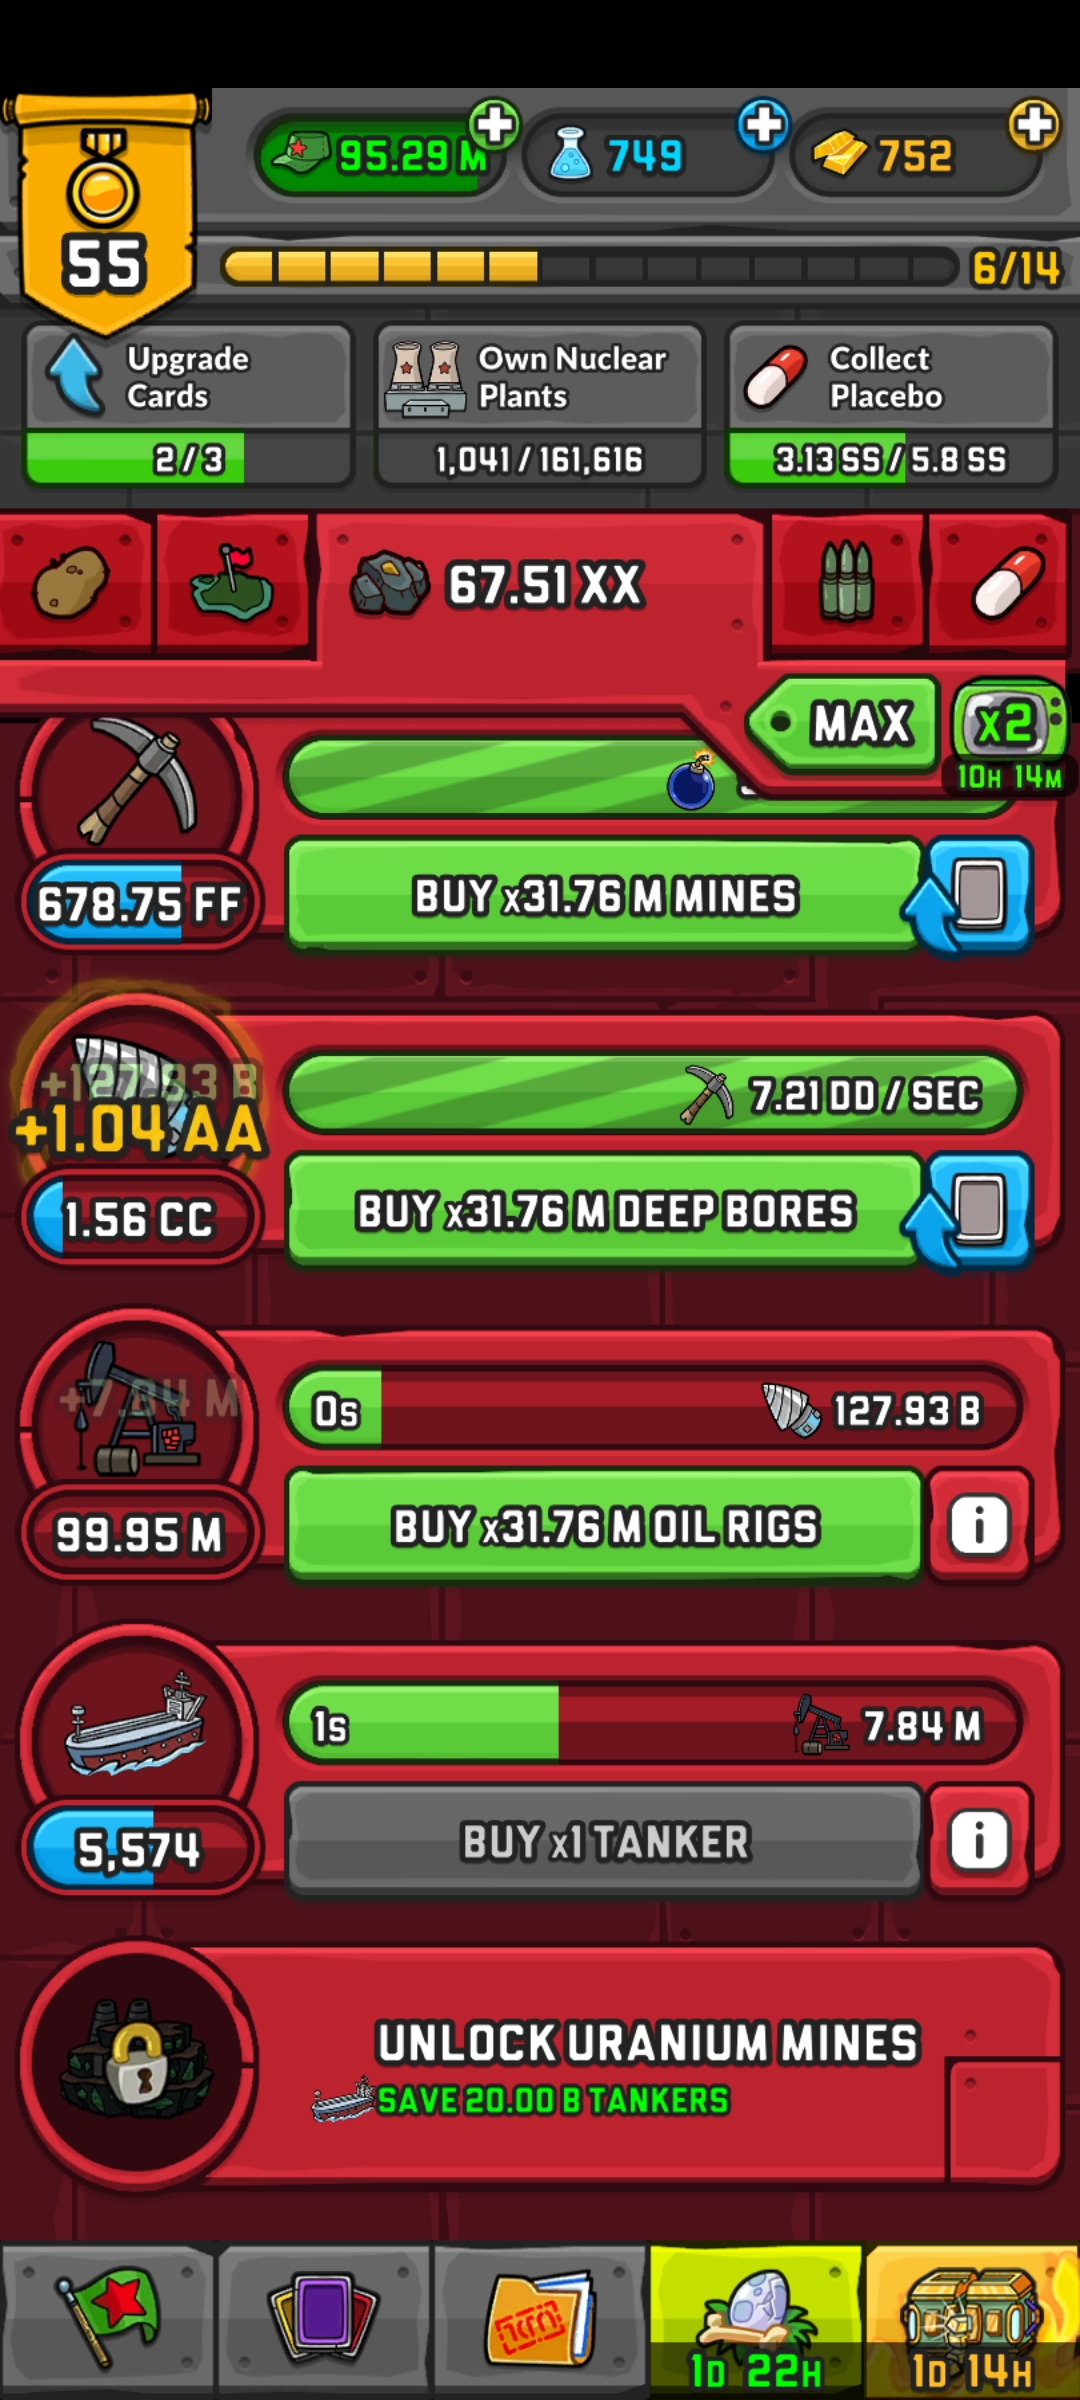 95.29 M
749
752
55
6/14
Upgrade
Cards
2/3
Own Nuclear
Plants
1,041/161,616
Collect
Placebo
3.13 SS/5.8 SS
67.51 XX
MAX
x2
10H 14M
678.75 FF
BUY x31.76 M MINES
+127.93 B
+1.04 AA
7.21 DD / SEC
1.56 CC
BUY x31.76 M DEEP BORES
+7.84 M
0s
127.93 B
99.95 M
BUY x31.76 M OIL RIGS
1s
7.84 M
5,574
BUY x1 TANKER
UNLOCK URANIUM MINES
SAVE 20.00 B TANKERS
1D 22H
1D 14H